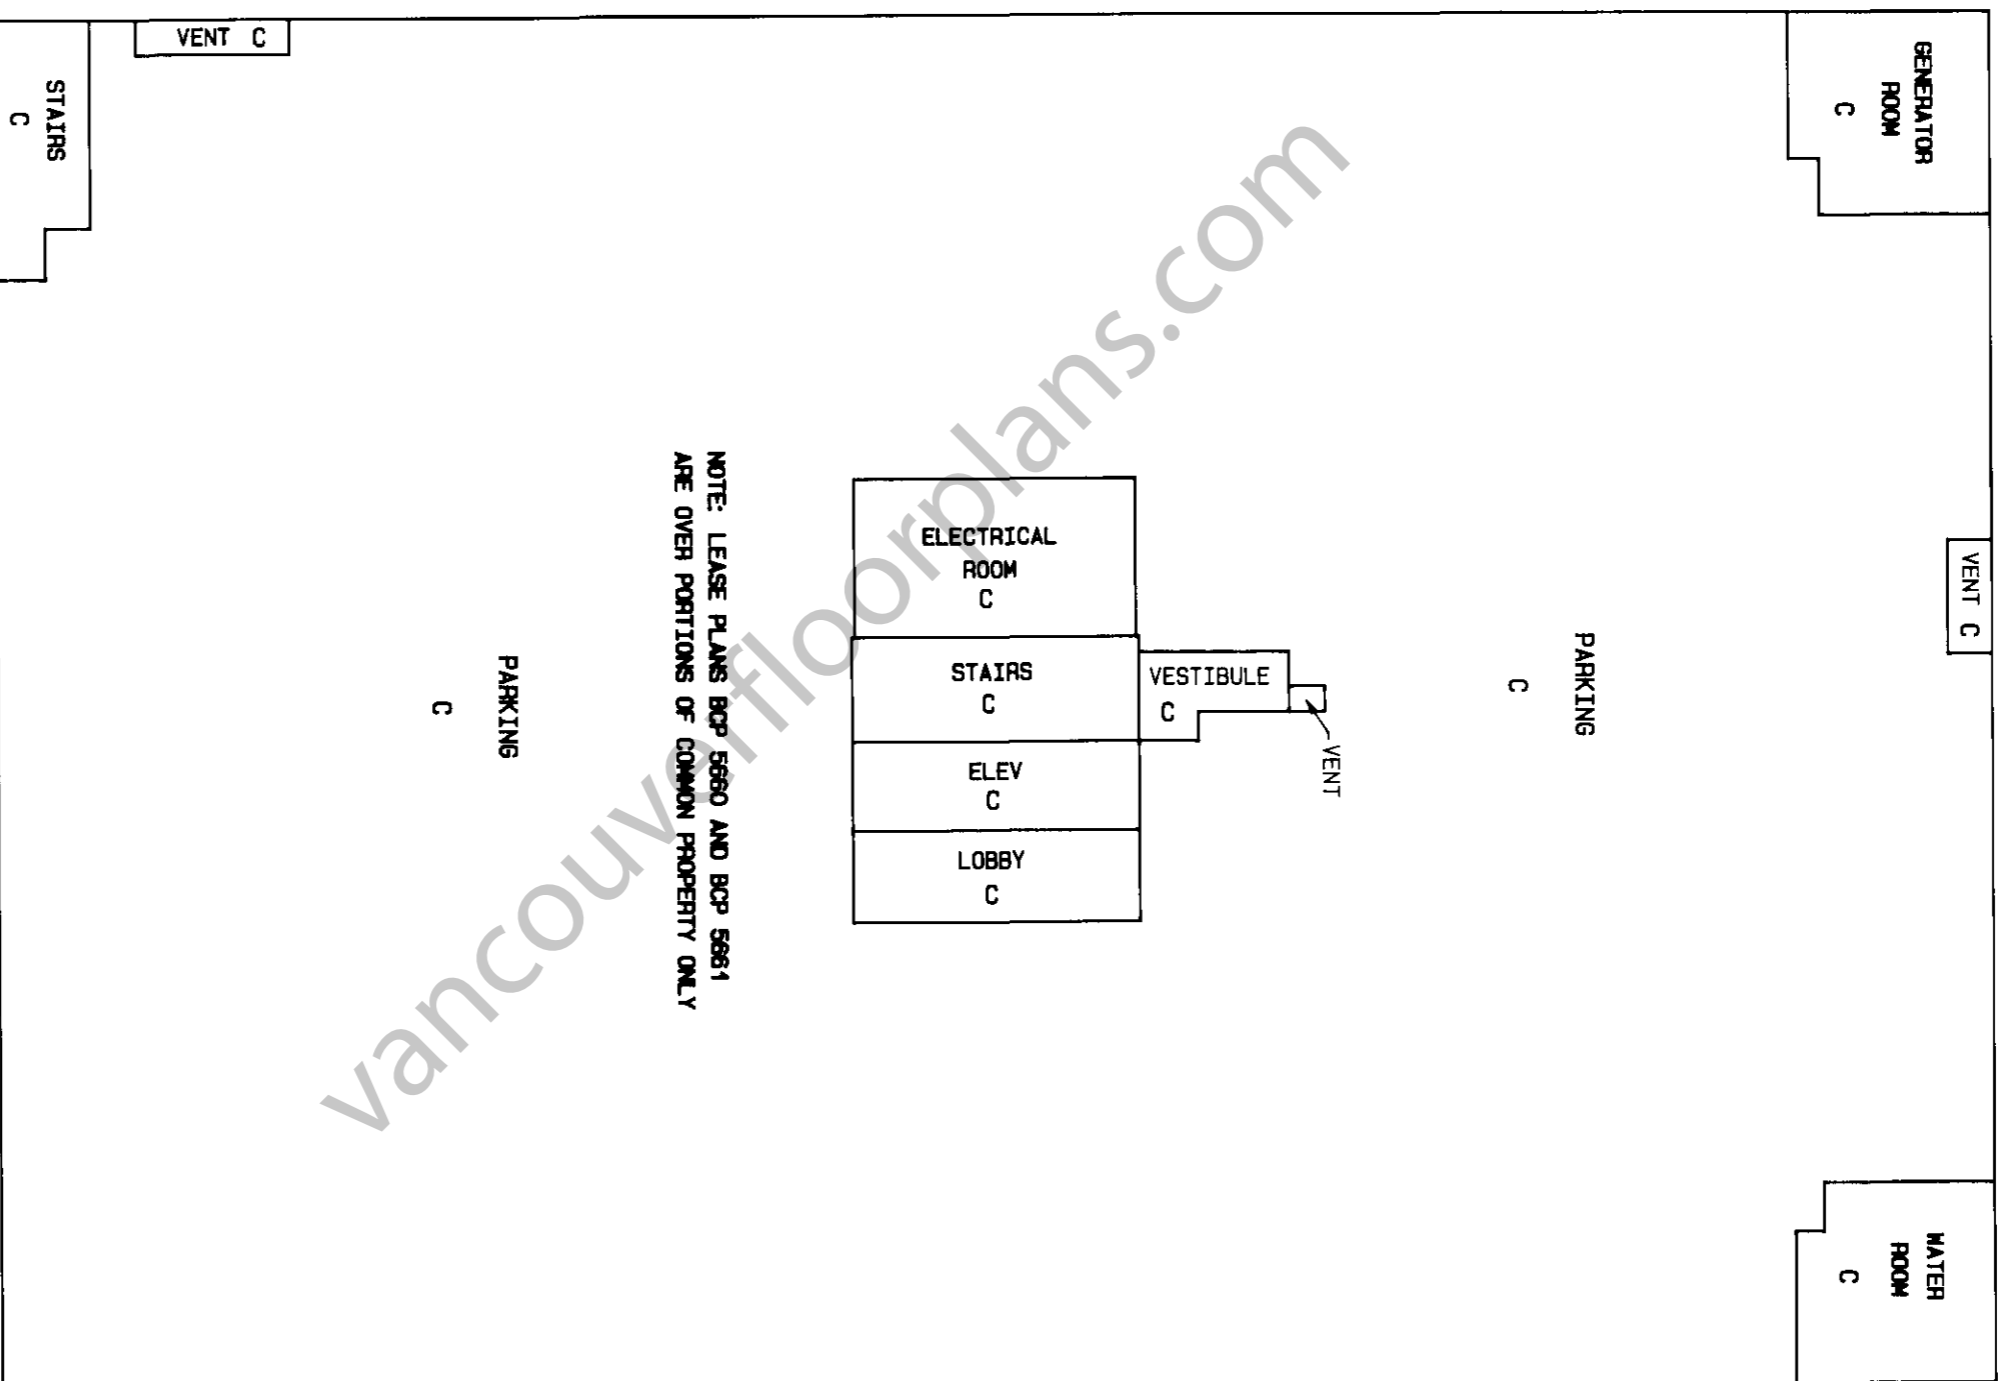 VENT C
STAIRS
C
GENERATOR
ROOM
C
VENT C
PARKING
C
ELECTRICAL
ROOM
C
STAIRS
C
VESTIBULE
C
VENT
ELEV
C
LOBBY
C
NOTE: LEASE PLANS BCP 5660 AND BCP 5661
ARE OVER PORTIONS OF COMMON PROPERTY ONLY
PARKING
C
WATER
ROOM
C
vancouverfloorplans.com